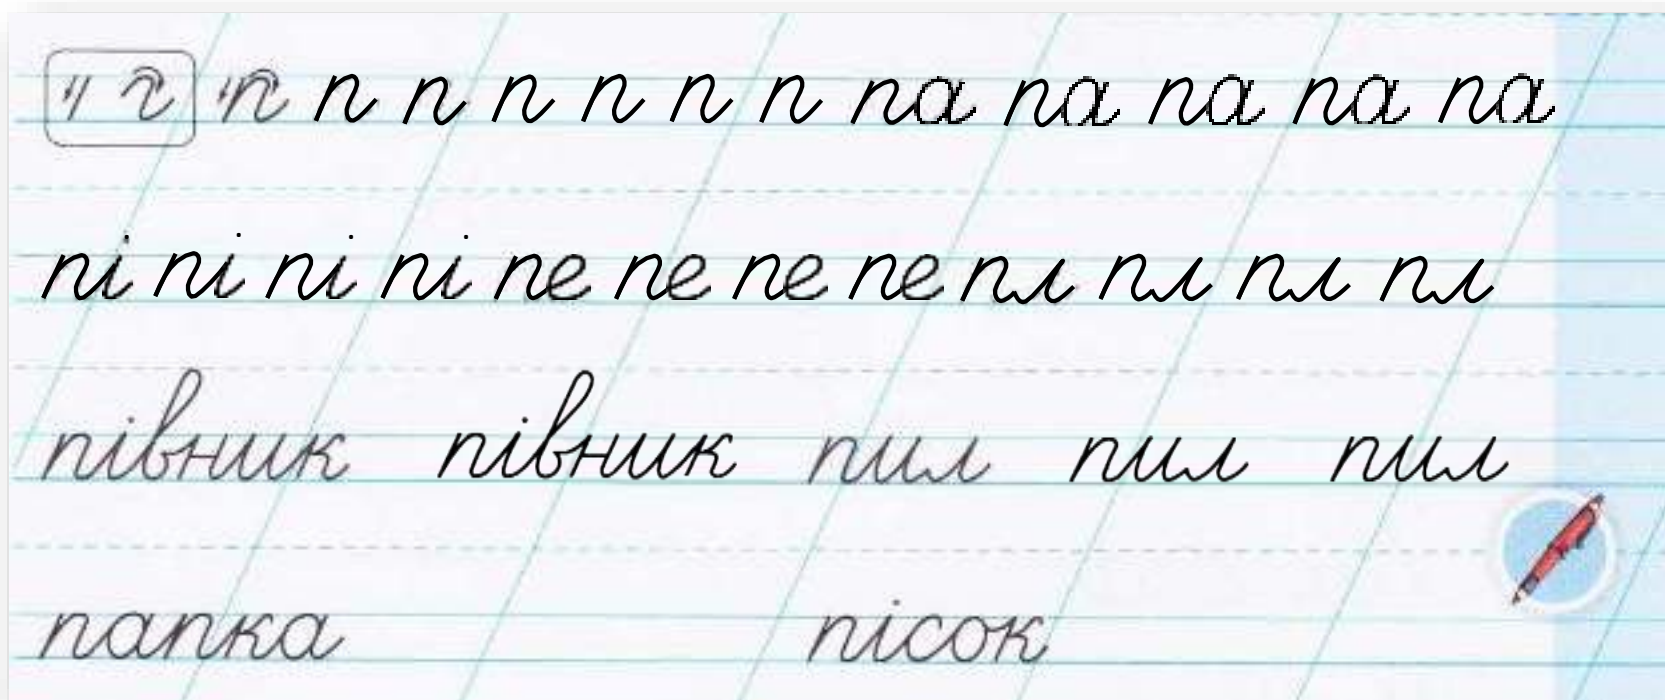 п п п п п п п па па па па па
пі пі пі пі пе пе пе пе пл пл пл пл
півник півник пил пил пил
папка пісок